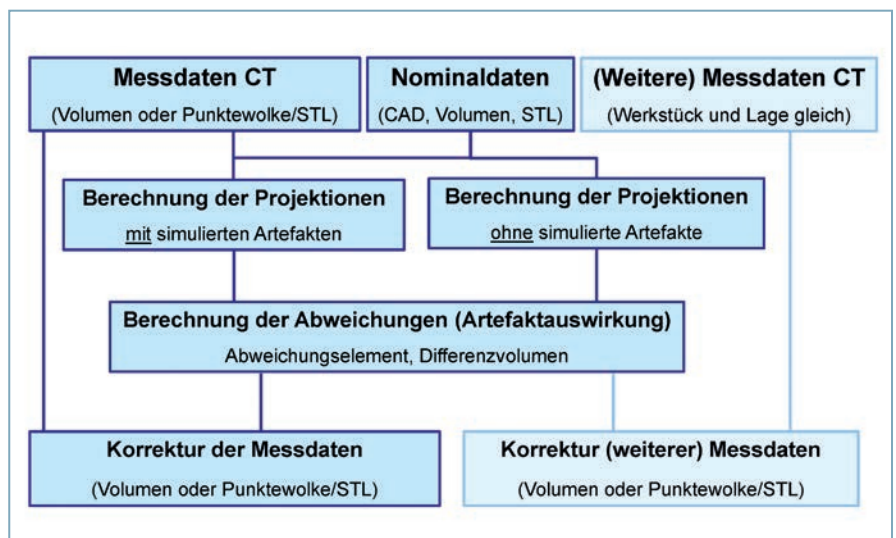 Messdaten CT
(Volumen oder Punktewolke/STL)
Nominaldaten
(CAD, Volumen, STL)
(Weitere) Messdaten CT
(Werkstück und Lage gleich)
Berechnung der Projektionen
mit simulierten Artefakten
Berechnung der Projektionen
ohne simulierte Artefakte
Berechnung der Abweichungen (Artefaktauswirkung)
Abweichungselement, Differenzvolumen
Korrektur der Messdaten
(Volumen oder Punktewolke/STL)
Korrektur (weiterer) Messdaten
(Volumen oder Punktewolke/STL)